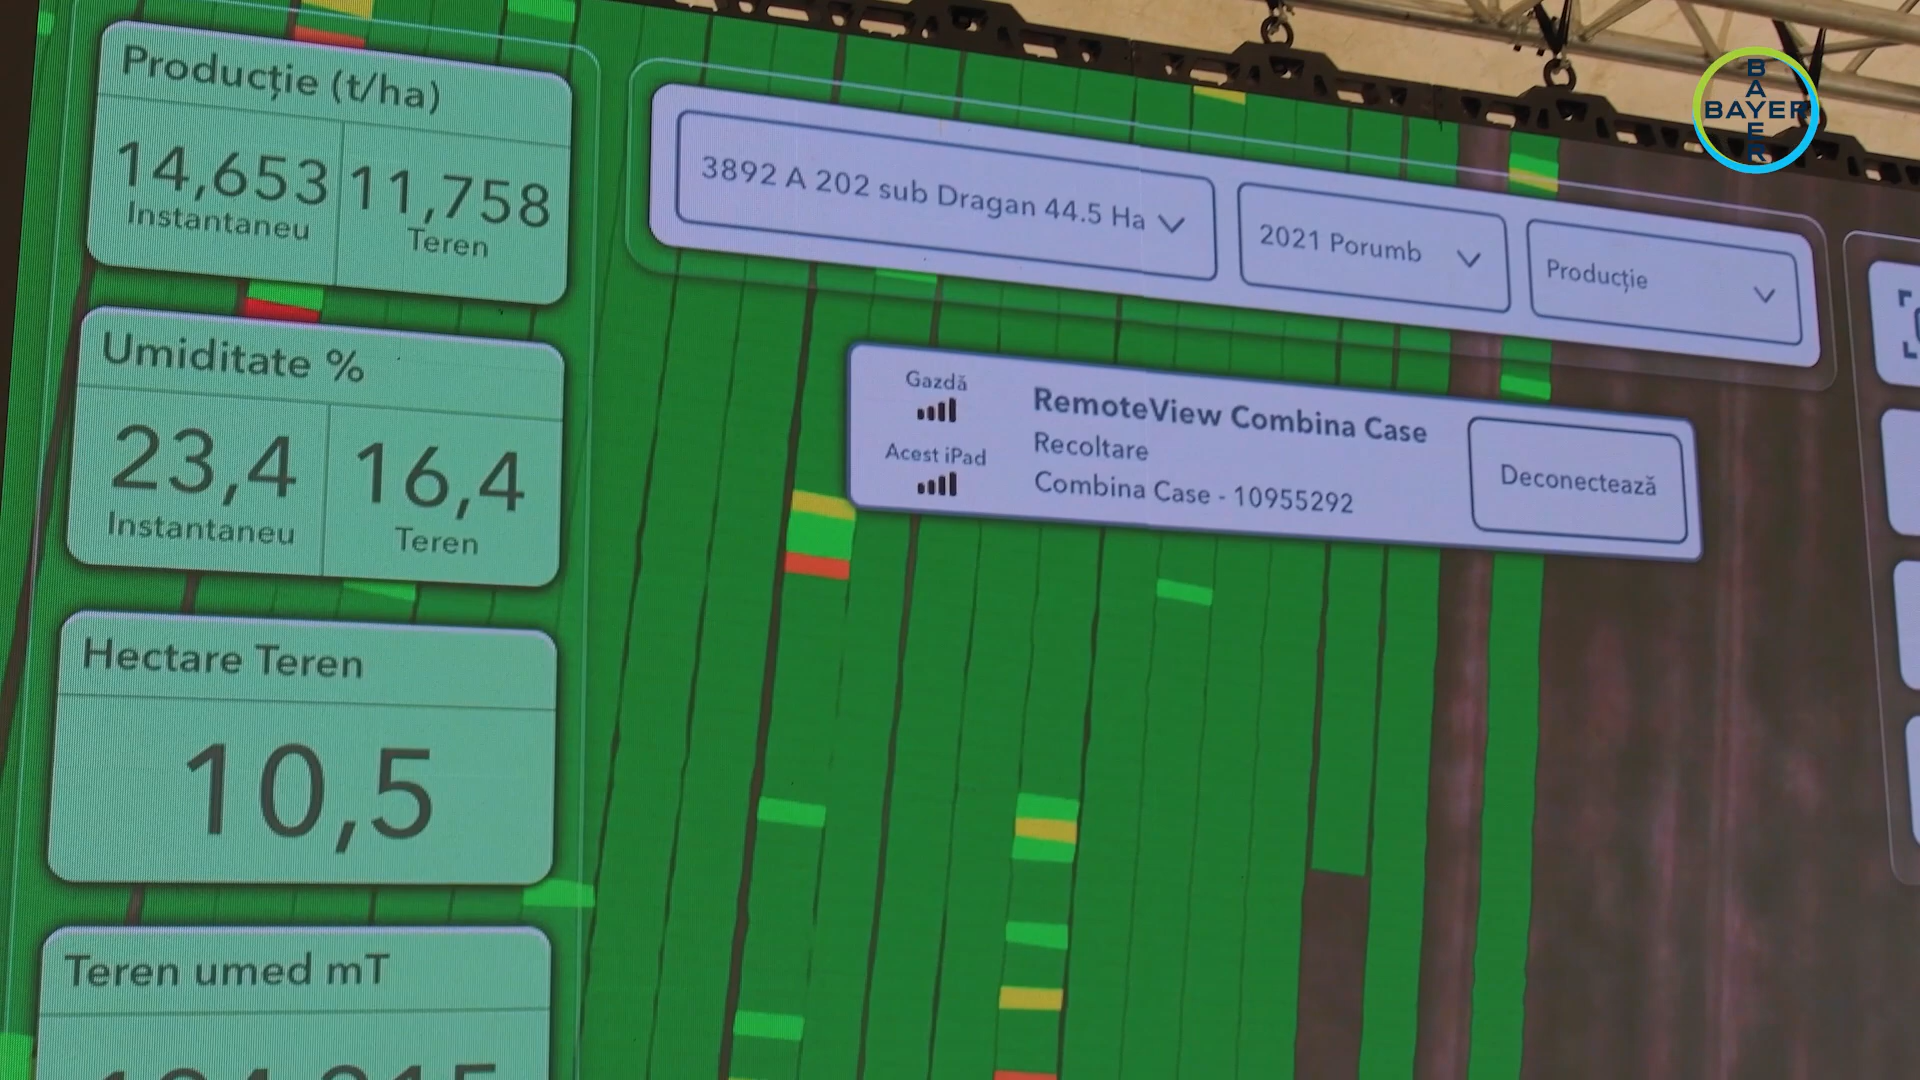 Producție (t/ha)
14,653 11,758
Instantaneu Teren
Umiditate %
23,4 16,4
Instantaneu Teren
Hectare Teren
10,5
Teren umed mT
3892 A 202 sub Dragan 44.5 Ha
2021 Porumb
Producție
Gazdă
Acest iPad
RemoteView Combina Case
Recoltare
Combina Case - 10955292
Deconectează
BAYER
BAYER